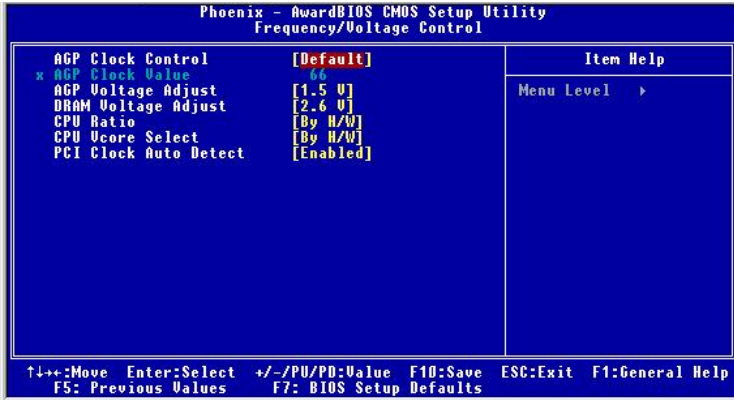 Phoenix - AwardBIOS CMOS Setup Utility
Frequency/Voltage Control
AGP Clock Control [Default]
x AGP Clock Value 66
AGP Voltage Adjust [1.5 V]
DRAM Voltage Adjust [2.6 V]
CPU Ratio [By H/W]
CPU Vcore Select [By H/W]
PCI Clock Auto Detect [Enabled]
Item Help
Menu Level ▸
↑↓→←:Move Enter:Select +/-/PU/PD:Value F10:Save ESC:Exit F1:General Help
F5: Previous Values F7: BIOS Setup Defaults